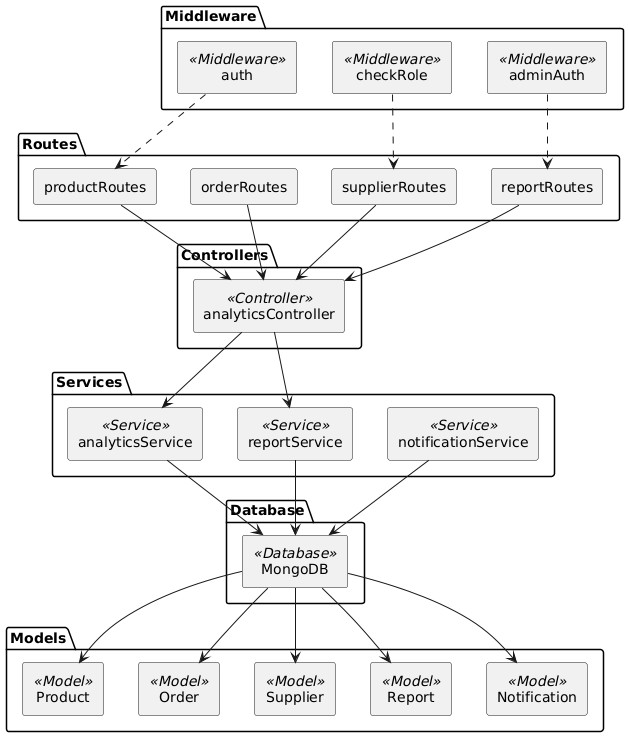 Middleware
«Middleware»
auth
«Middleware»
checkRole
«Middleware»
adminAuth
Routes
productRoutes
orderRoutes
supplierRoutes
reportRoutes
Controllers
«Controller»
analyticsController
Services
«Service»
analyticsService
«Service»
reportService
«Service»
notificationService
Database
«Database»
MongoDB
Models
«Model»
Product
«Model»
Order
«Model»
Supplier
«Model»
Report
«Model»
Notification